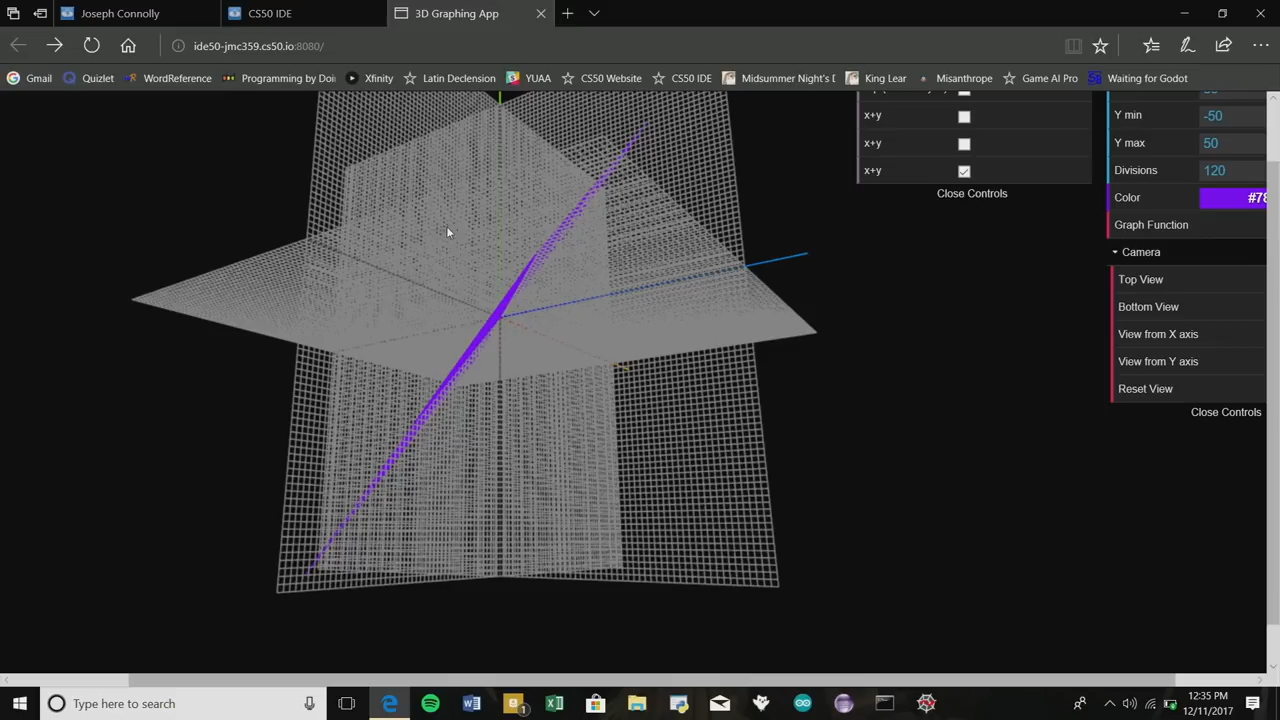 Joseph Connolly
CS50 IDE
3D Graphing App
ide50-jmc359.cs50.io:8080/
Gmail
Quizlet
WordReference
Programming by Doi
Xfinity
Latin Declension
YUAA
CS50 Website
CS50 IDE
Midsummer Night's D
King Lear
Misanthrope
Game AI Pro
Waiting for Godot
x+y
x+y
x+y
Close Controls
Y min -50
Y max 50
Divisions 120
Color #78
Graph Function
Camera
Top View
Bottom View
View from X axis
View from Y axis
Reset View
Close Controls
Type here to search
1
12:35 PM
12/11/2017